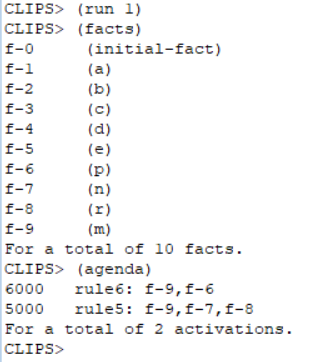 CLIPS> (run 1)
CLIPS> (facts)
f-0     (initial-fact)
f-1     (a)
f-2     (b)
f-3     (c)
f-4     (d)
f-5     (e)
f-6     (p)
f-7     (n)
f-8     (r)
f-9     (m)
For a total of 10 facts.
CLIPS> (agenda)
6000   rule6: f-9,f-6
5000   rule5: f-9,f-7,f-8
For a total of 2 activations.
CLIPS>